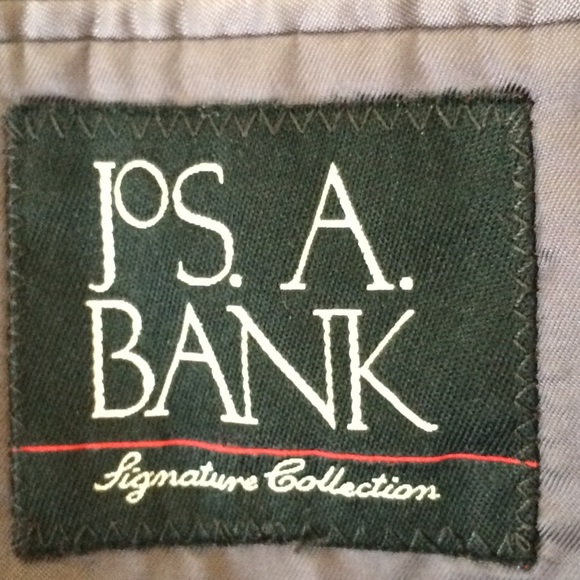 JOS. A.
BANK
Signature Collection